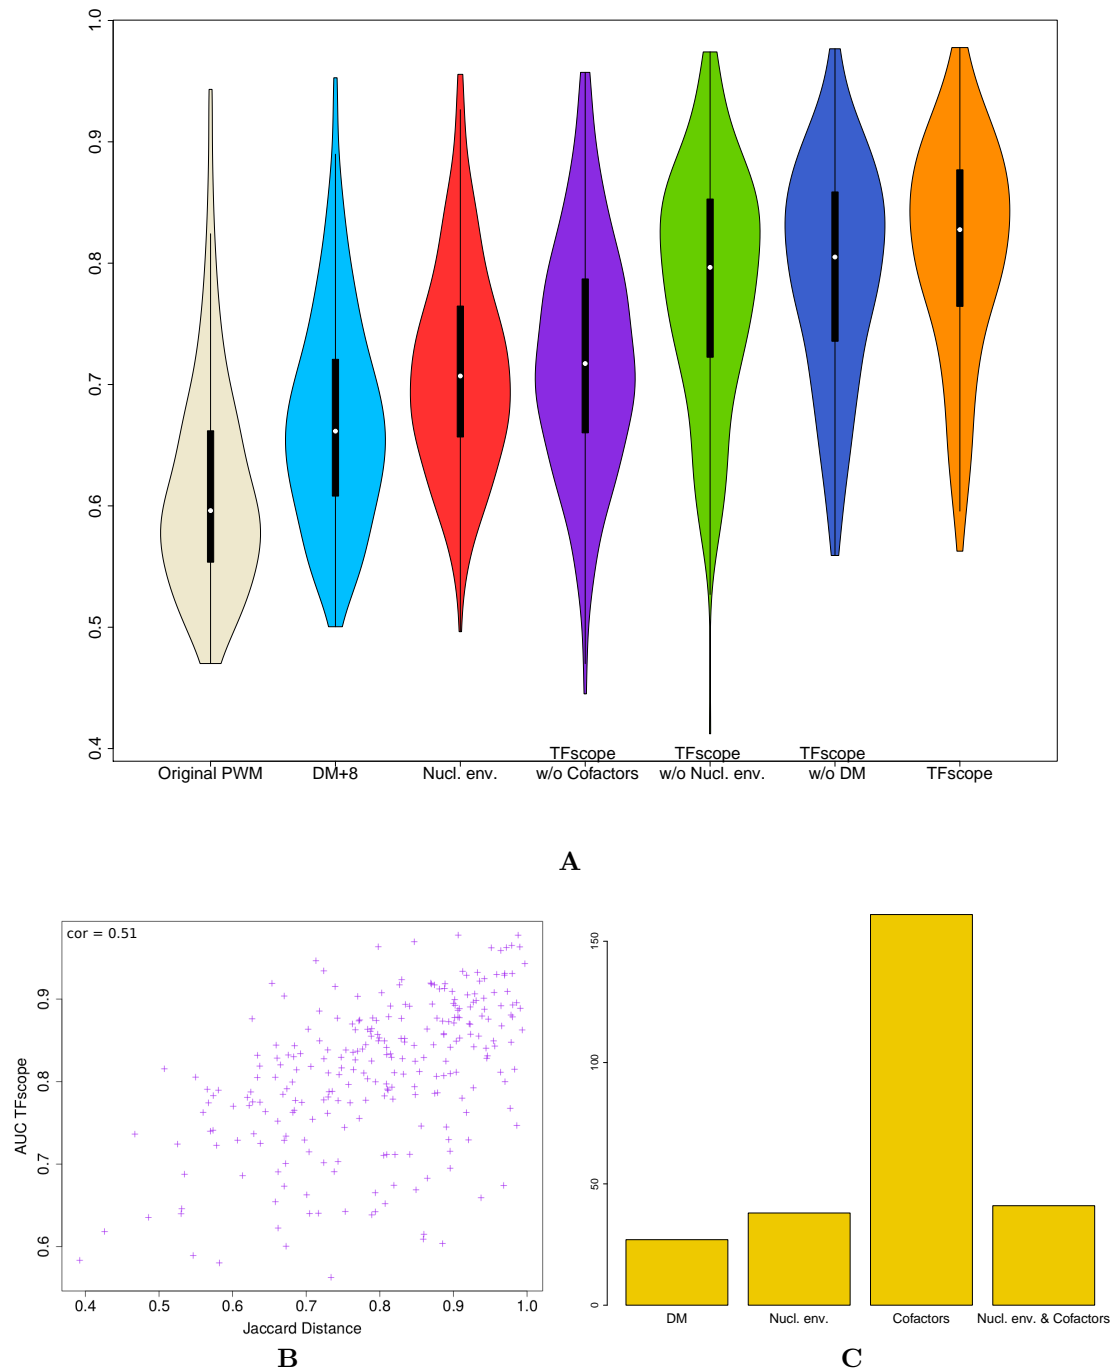 1.0
0.9
0.8
0.7
0.6
0.5
0.4
Original PWM
DM+8
Nucl. env.
TFscope
w/o Cofactors
TFscope
w/o Nucl. env.
TFscope
w/o DM
TFscope
A
cor = 0.51
AUC TFscope
0.9
0.8
0.7
0.6
0.4
0.5
0.6
0.7
0.8
0.9
1.0
Jaccard Distance
B
150
100
50
0
DM
Nucl. env.
Cofactors
Nucl. env. & Cofactors
C